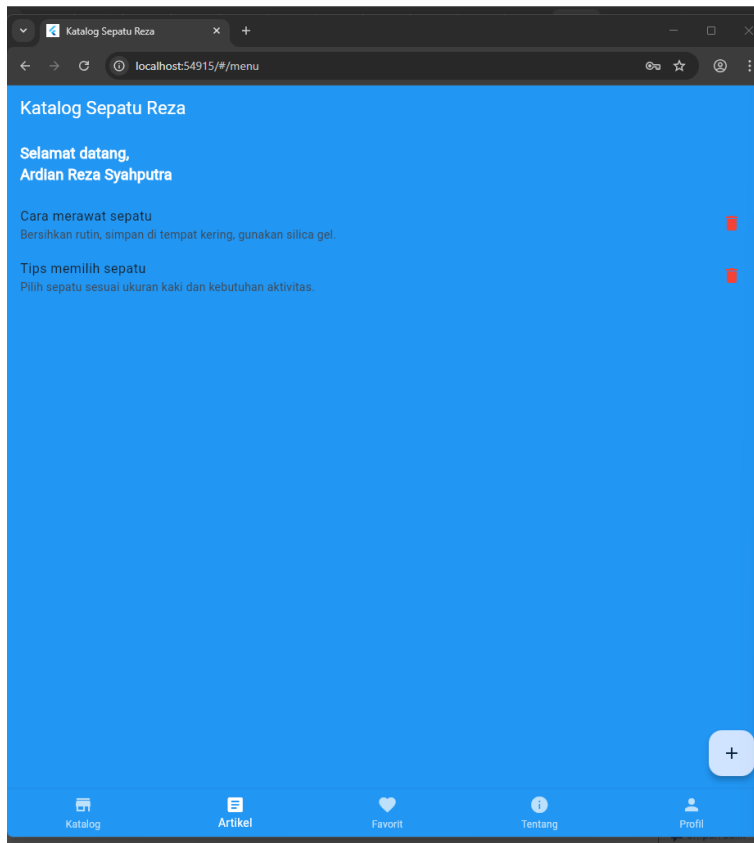 Katalog Sepatu Reza
localhost:54915/#/menu
Katalog Sepatu Reza
Selamat datang,
Ardian Reza Syahputra
Cara merawat sepatu
Bersihkan rutin, simpan di tempat kering, gunakan silica gel.
Tips memilih sepatu
Pilih sepatu sesuai ukuran kaki dan kebutuhan aktivitas.
Katalog Artikel Favorit Tentang Profil